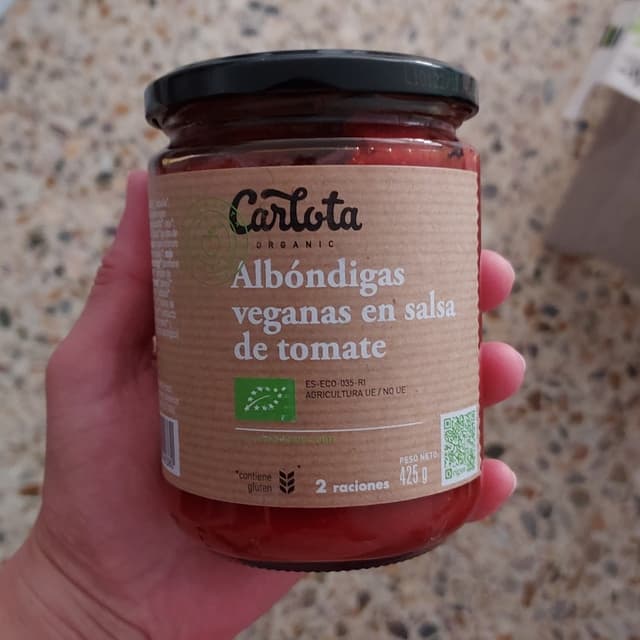 Carlota
ORGANIC
Albóndigas
veganas en salsa
de tomate
ES-ECO-035-RI
AGRICULTURA UE/NO UE
*contiene
gluten
2 raciones
PESO NETO:
425 g